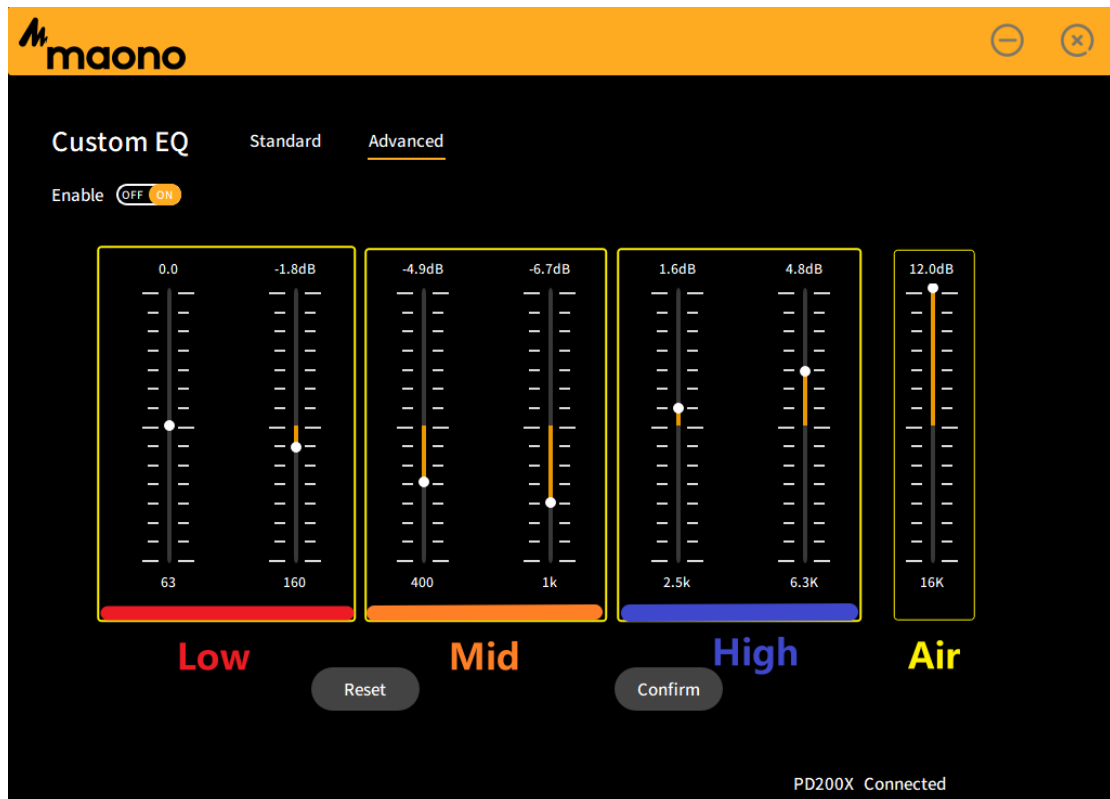 maono
Custom EQ Standard Advanced
Enable OFF ON
0.0 -1.8dB -4.9dB -6.7dB 1.6dB 4.8dB 12.0dB
63 160 400 1k 2.5k 6.3K 16K
Low Mid High Air
Reset Confirm
PD200X Connected